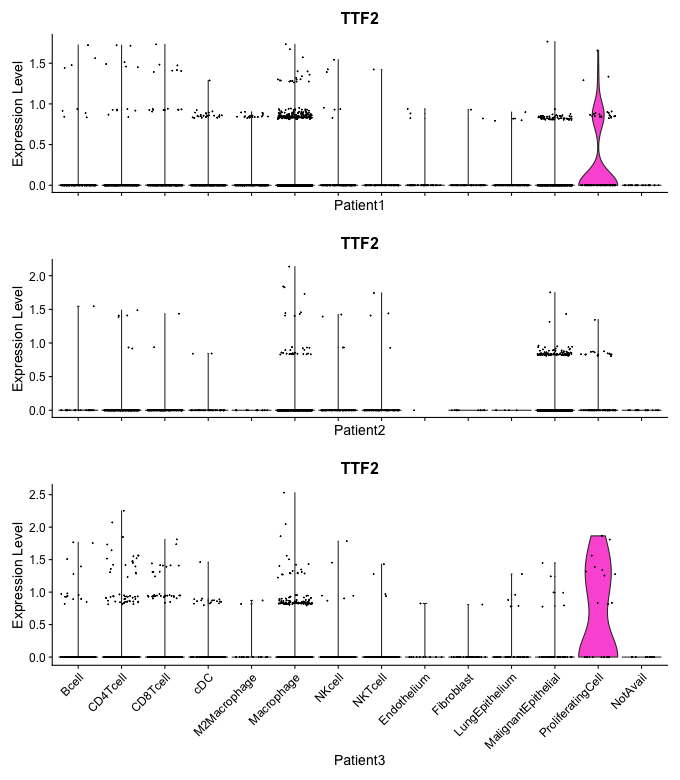 TTF2
Expression Level
1.5
1.0
0.5
0.0
Patient1
TTF2
Expression Level
2.0
1.5
1.0
0.5
0.0
Patient2
TTF2
Expression Level
2.5
2.0
1.5
1.0
0.5
0.0
Bcell
CD4Tcell
CD8Tcell
cDC
M2Macrophage
Macrophage
NKcell
NKTcell
Endothelium
Fibroblast
LungEpithelium
MalignantEpithelial
ProliferatingCell
NotAvail
Patient3